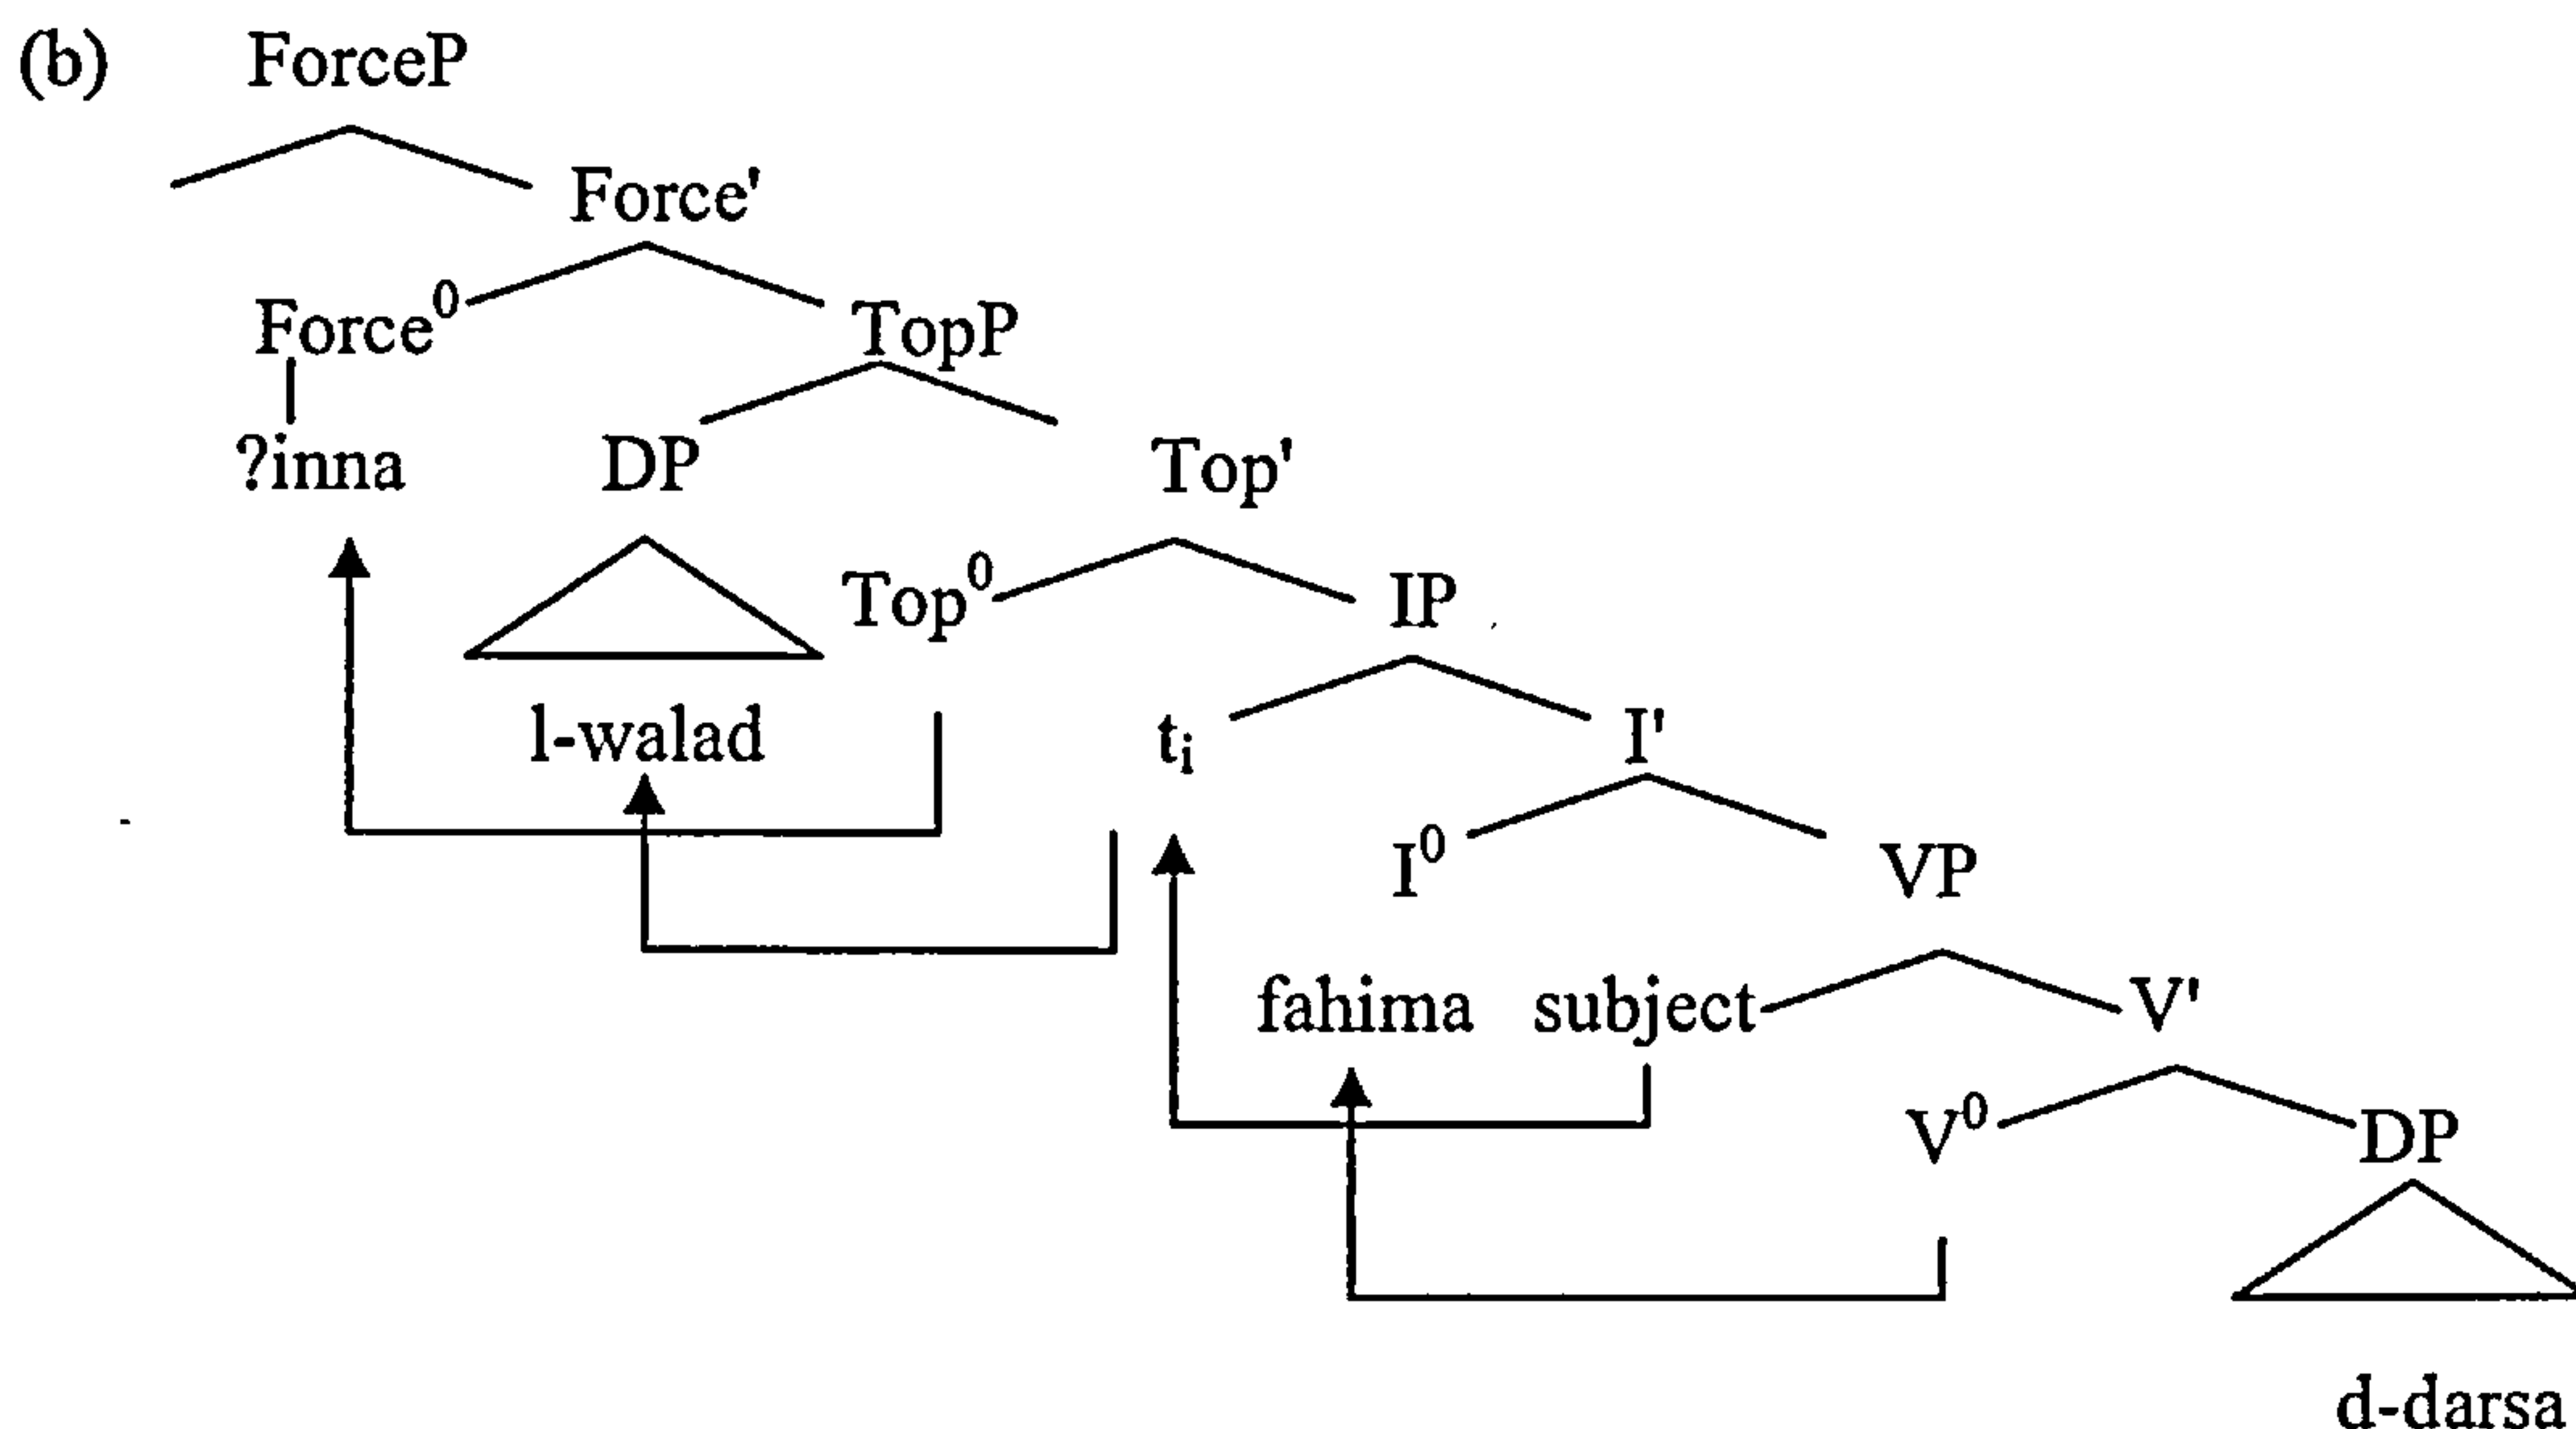 (b) ForceP
Force'
Force⁰ TopP
?inna DP Top'
Top⁰ IP
l-walad tᵢ I'
I⁰ VP
fahima subject V'
V⁰ DP
d-darsa